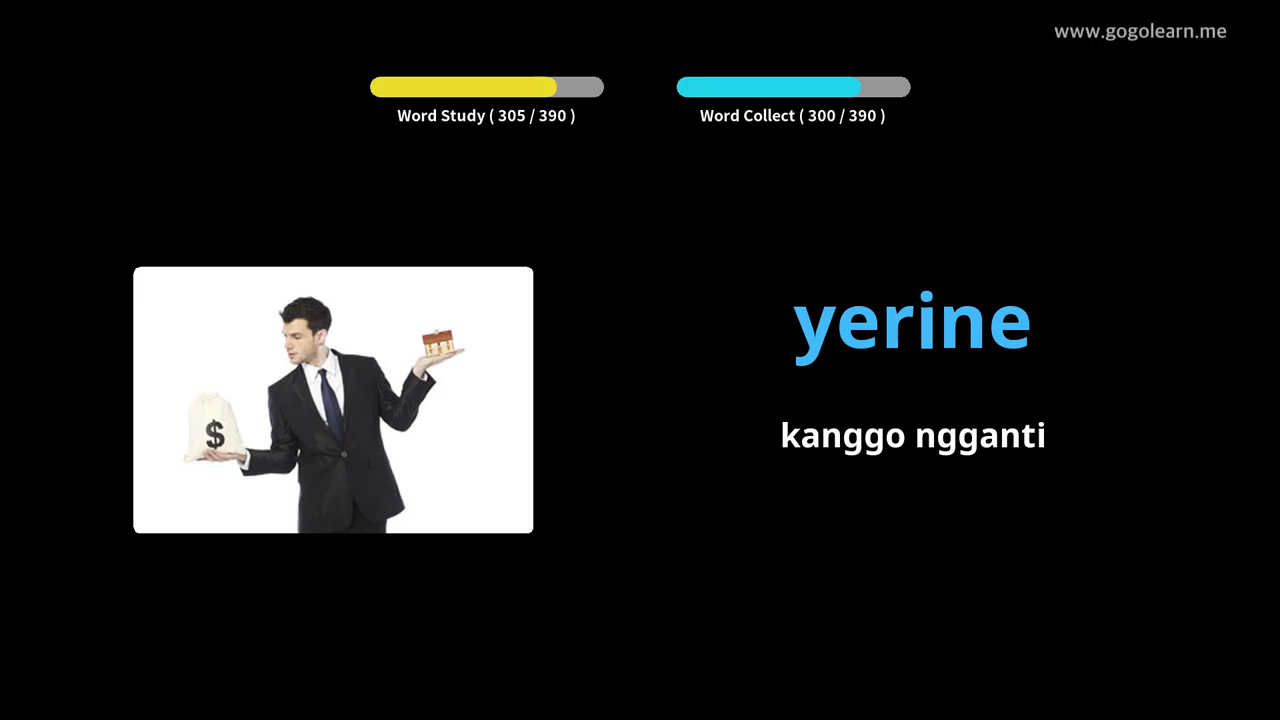 www.gogolearn.me
Word Study ( 305 / 390 )
Word Collect ( 300 / 390 )
$
yerine
kanggo ngganti